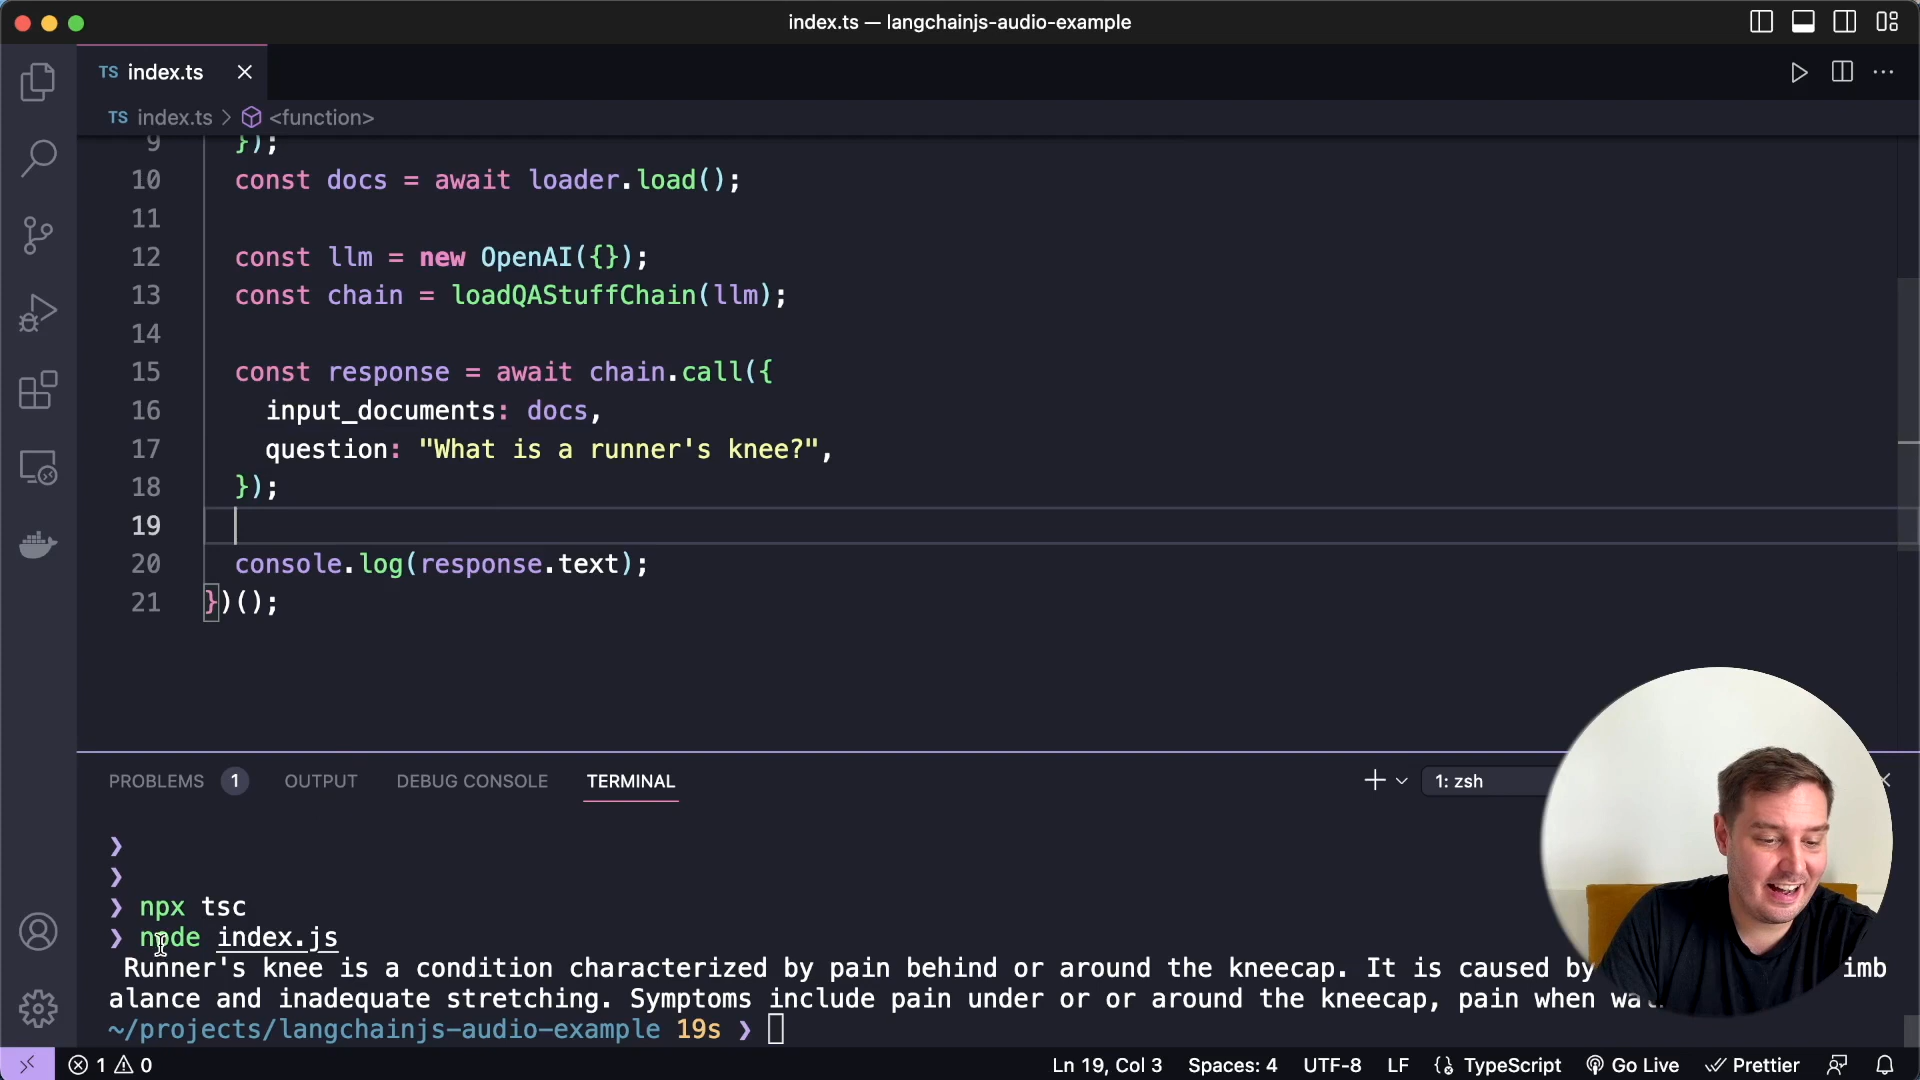 index.ts — langchainjs-audio-example
TS index.ts
TS index.ts > <function>
9 });
10 const docs = await loader.load();
11
12 const llm = new OpenAI({});
13 const chain = loadQAStuffChain(llm);
14
15 const response = await chain.call({
16 input_documents: docs,
17 question: "What is a runner's knee?",
18 });
19
20 console.log(response.text);
21 })();
PROBLEMS 1 OUTPUT DEBUG CONSOLE TERMINAL 1: zsh
❯
❯
❯ npx tsc
❯ node index.js
Runner's knee is a condition characterized by pain behind or around the kneecap. It is caused by imb
alance and inadequate stretching. Symptoms include pain under or or around the kneecap, pain when
~/projects/langchainjs-audio-example 19s ❯
1 0 Ln 19, Col 3 Spaces: 4 UTF-8 LF TypeScript Go Live Prettier